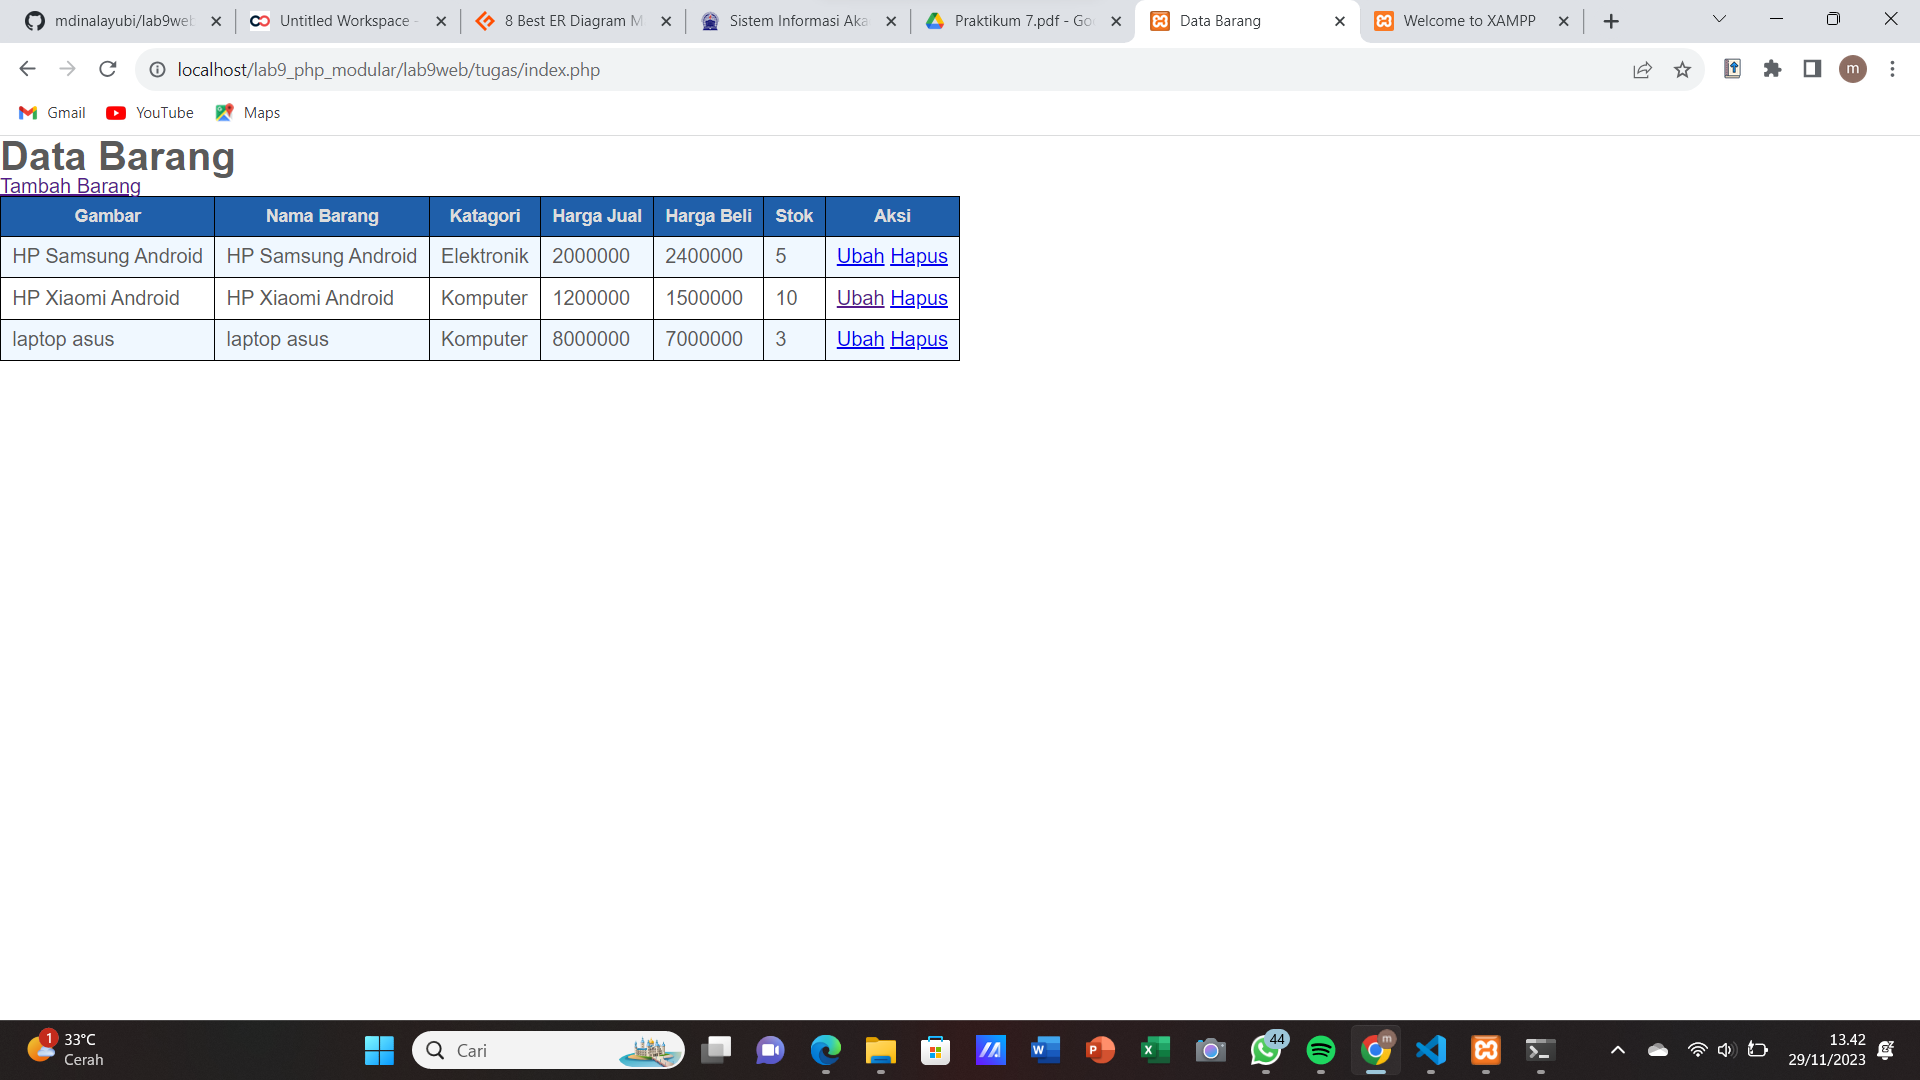 mdinalayubi/lab9web
Untitled Workspace -
8 Best ER Diagram M
Sistem Informasi Aka
Praktikum 7.pdf - Goo
Data Barang
Welcome to XAMPP
localhost/lab9_php_modular/lab9web/tugas/index.php
m
Gmail YouTube Maps
Data Barang
Tambah Barang
Gambar Nama Barang Katagori Harga Jual Harga Beli Stok Aksi
HP Samsung Android HP Samsung Android Elektronik 2000000 2400000 5 Ubah Hapus
HP Xiaomi Android HP Xiaomi Android Komputer 1200000 1500000 10 Ubah Hapus
laptop asus laptop asus Komputer 8000000 7000000 3 Ubah Hapus
1
33°C
Cerah
Cari
44
m
13.42
29/11/2023